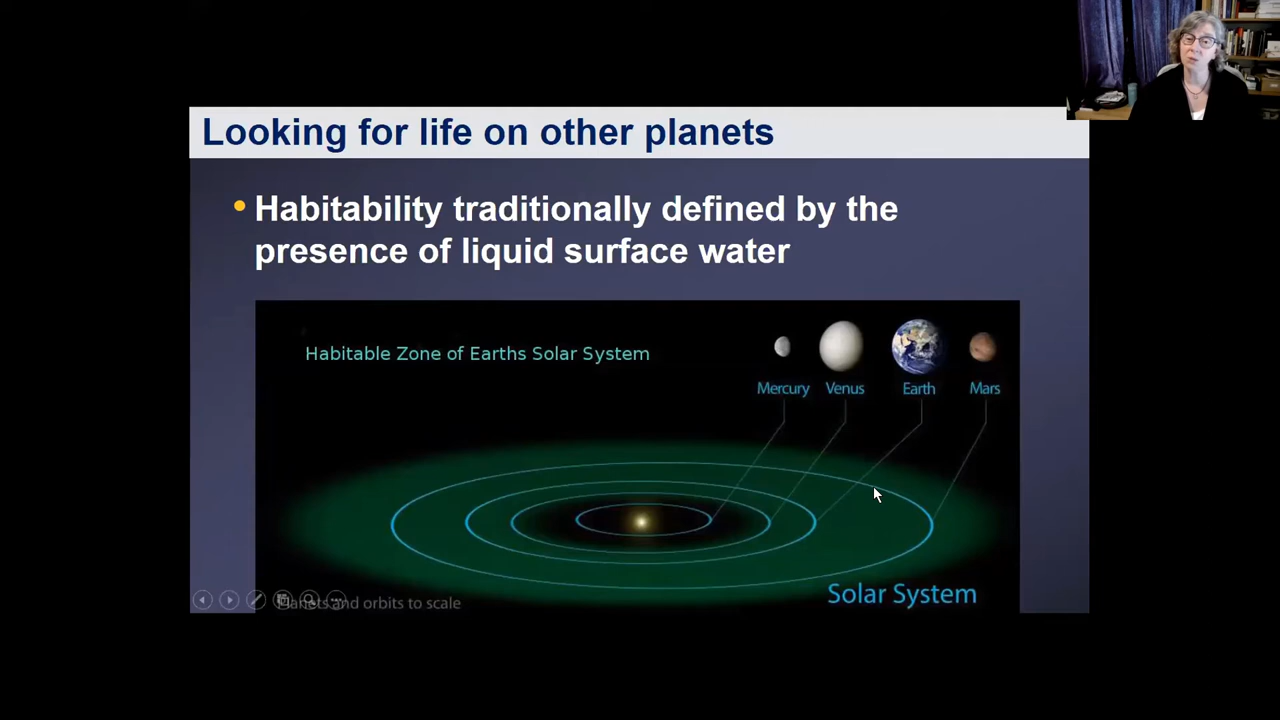 Looking for life on other planets
• Habitability traditionally defined by the
presence of liquid surface water
Habitable Zone of Earths Solar System
Mercury Venus Earth Mars
Solar System
Planets and orbits to scale